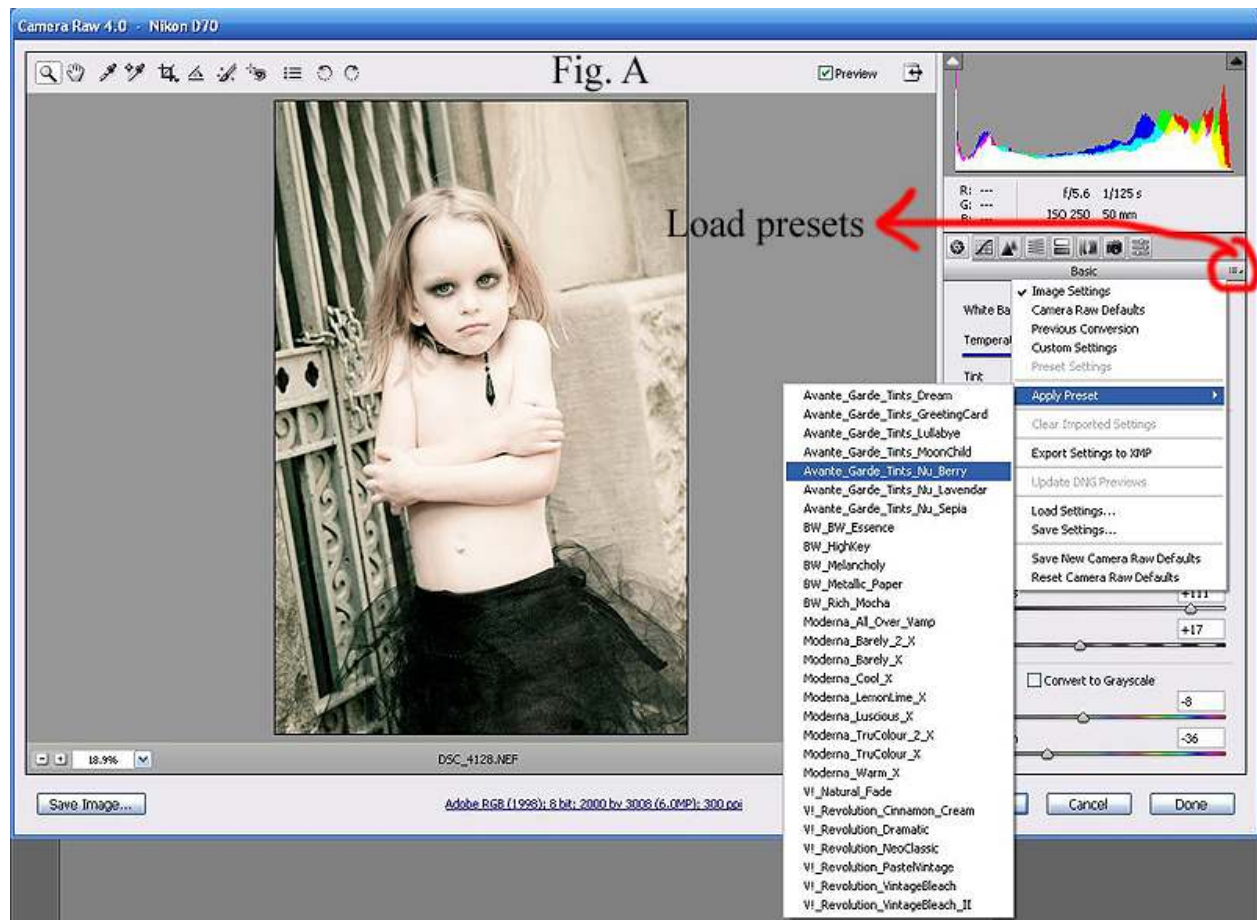 Camera Raw 4.0 - Nikon D70
Fig. A
Preview
R: ---
G: ---
B: ---
f/5.6 1/125 s
ISO 250 50 mm
Load presets
Basic
White Ba
Temperat
Tint
Image Settings
Camera Raw Defaults
Previous Conversion
Custom Settings
Preset Settings
Apply Preset
Clear Imported Settings
Export Settings to XMP
Update DNG Previews
Load Settings...
Save Settings...
Save New Camera Raw Defaults
Reset Camera Raw Defaults
Avante_Garde_Tints_Dream
Avante_Garde_Tints_GreetingCard
Avante_Garde_Tints_Lullabye
Avante_Garde_Tints_MoonChild
Avante_Garde_Tints_Nu_Berry
Avante_Garde_Tints_Nu_Lavendar
Avante_Garde_Tints_Nu_Sepia
BW_BW_Essence
BW_HighKey
BW_Melancholy
BW_Metallic_Paper
BW_Rich_Mocha
Moderna_All_Over_Vamp
Moderna_Barely_2_X
Moderna_Barely_X
Moderna_Cool_X
Moderna_LemonLime_X
Moderna_Luscious_X
Moderna_TruColour_2_X
Moderna_TruColour_X
Moderna_Warm_X
V!_Natural_Fade
V!_Revolution_Cinnamon_Cream
V!_Revolution_Dramatic
V!_Revolution_NeoClassic
V!_Revolution_PastelVintage
V!_Revolution_VintageBleach
V!_Revolution_VintageBleach_II
+111
+17
Convert to Grayscale
-8
-36
18.9%
DSC_4128.NEF
Save Image...
Adobe RGB (1998); 8 bit; 2000 by 3008 (6.0MP); 300 ppi
Cancel
Done